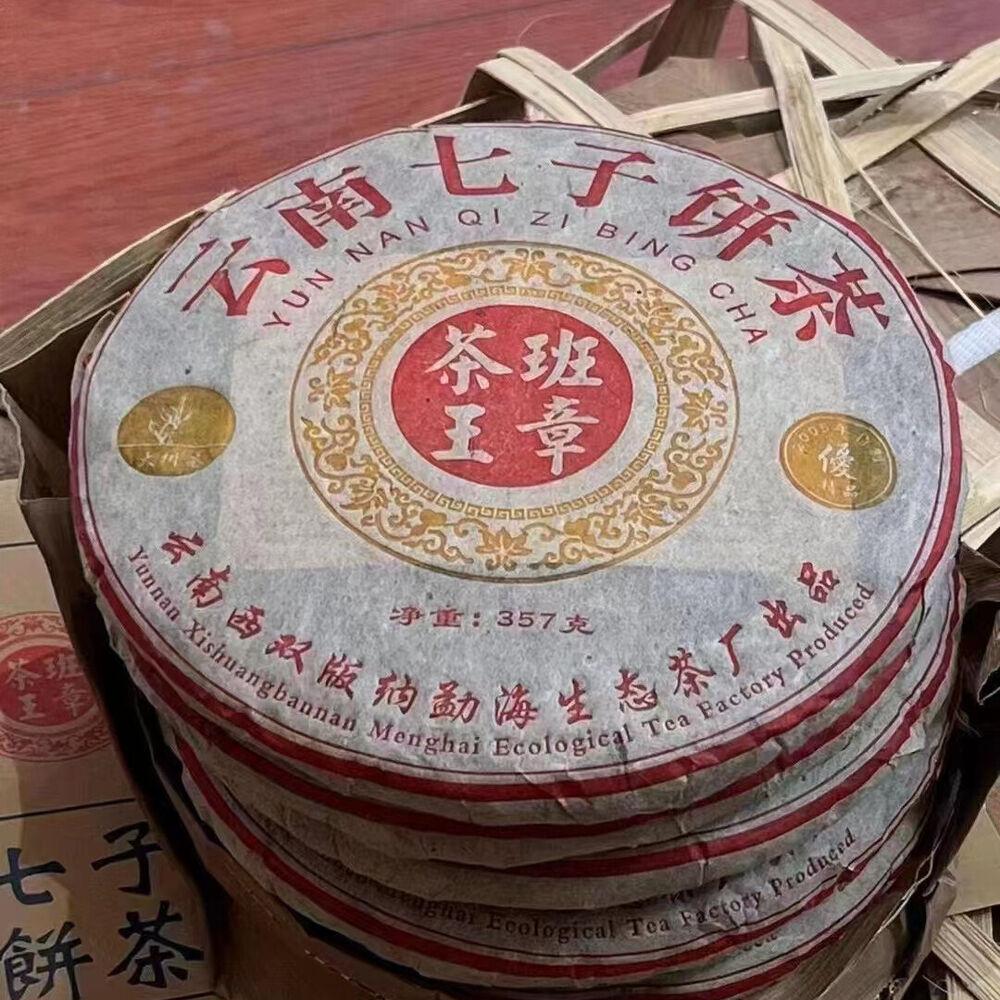 云南七子饼茶
YUN NAN QI ZI BING CHA
班章
茶王
净重：357克
云南西双版纳勐海生态茶厂出品
Yunnan Xishuangbannan Menghai Ecological Tea Factory Produced
Menghai Ecological Tea Factory Produced
班章
茶王
七子
餅茶